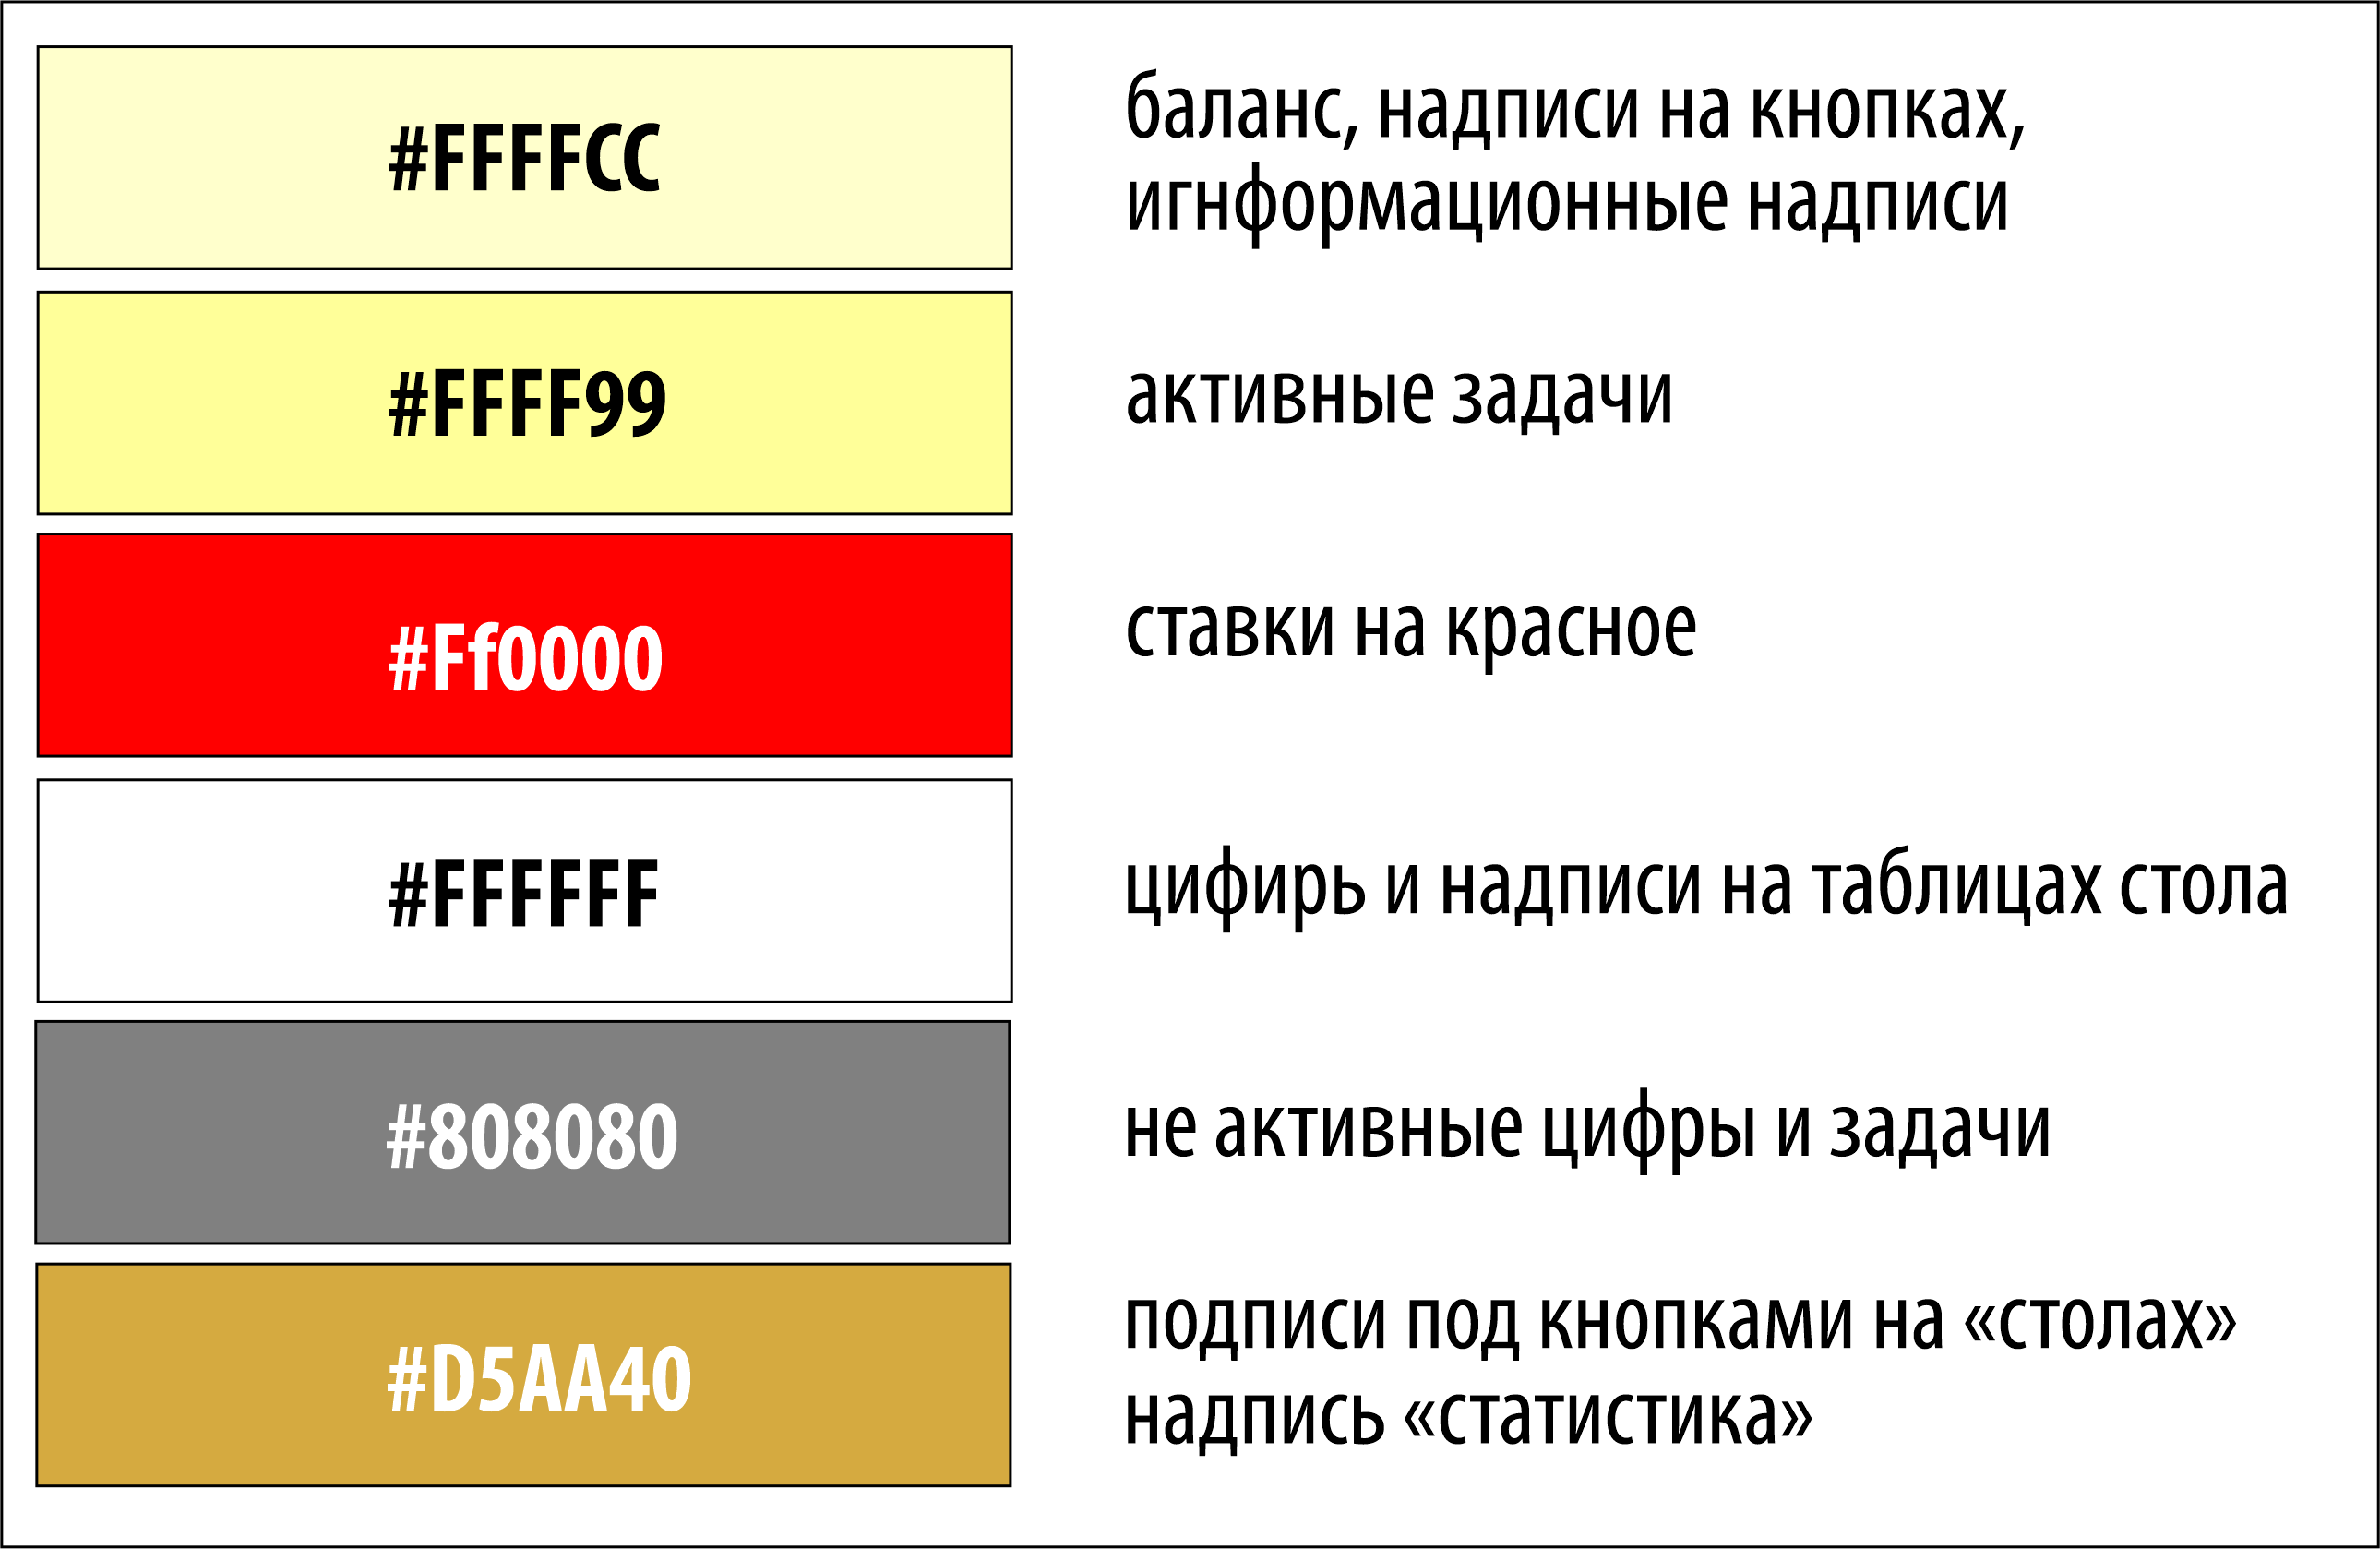 #FFFFCC
баланс, надписи на кнопках,
игнформационные надписи
#FFFF99
активные задачи
#Ff0000
ставки на красное
#FFFFFF
цифирь и надписи на таблицах стола
#808080
не активные цифры и задачи
#D5AA40
подписи под кнопками на «столах»
надпись «статистика»